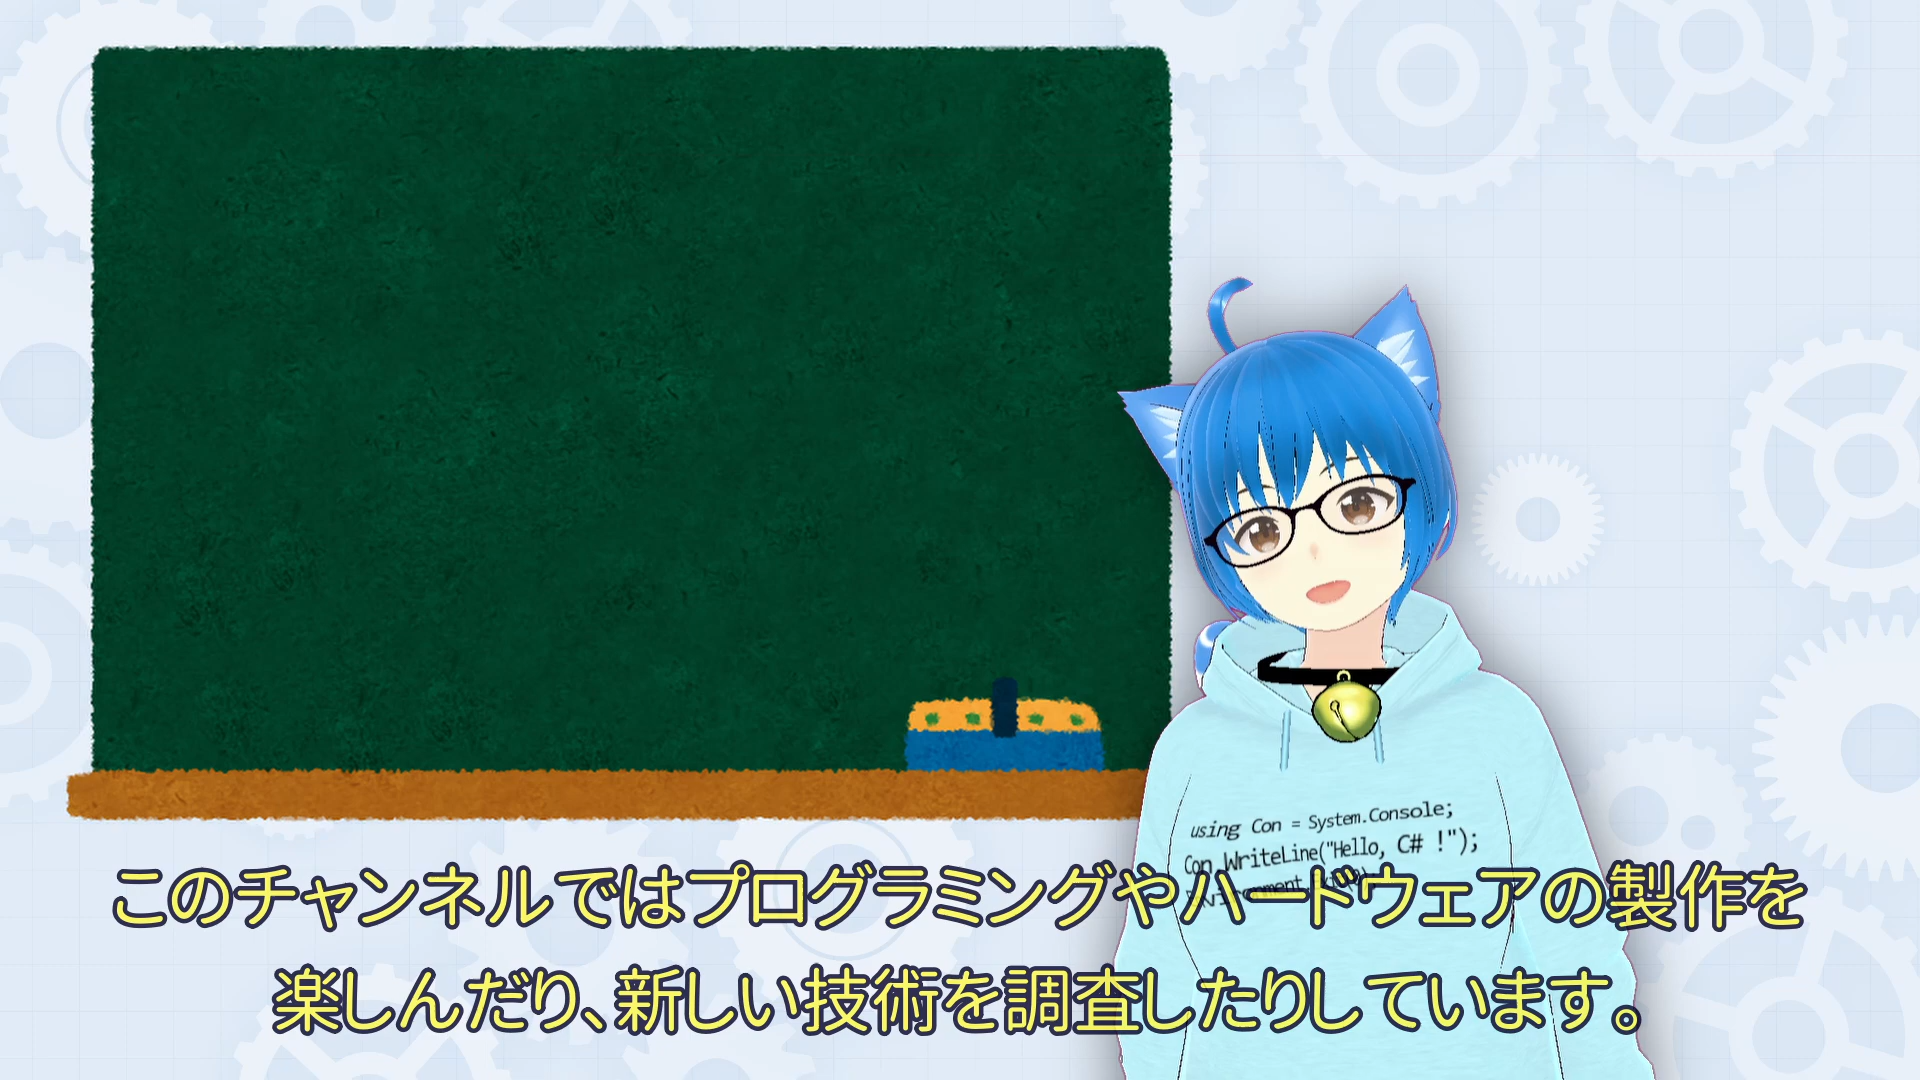 using Con = System.Console;
Con.WriteLine("Hello, C# !");
このチャンネルではプログラミングやハードウェアの製作を
楽しんだり、新しい技術を調査したりしています。